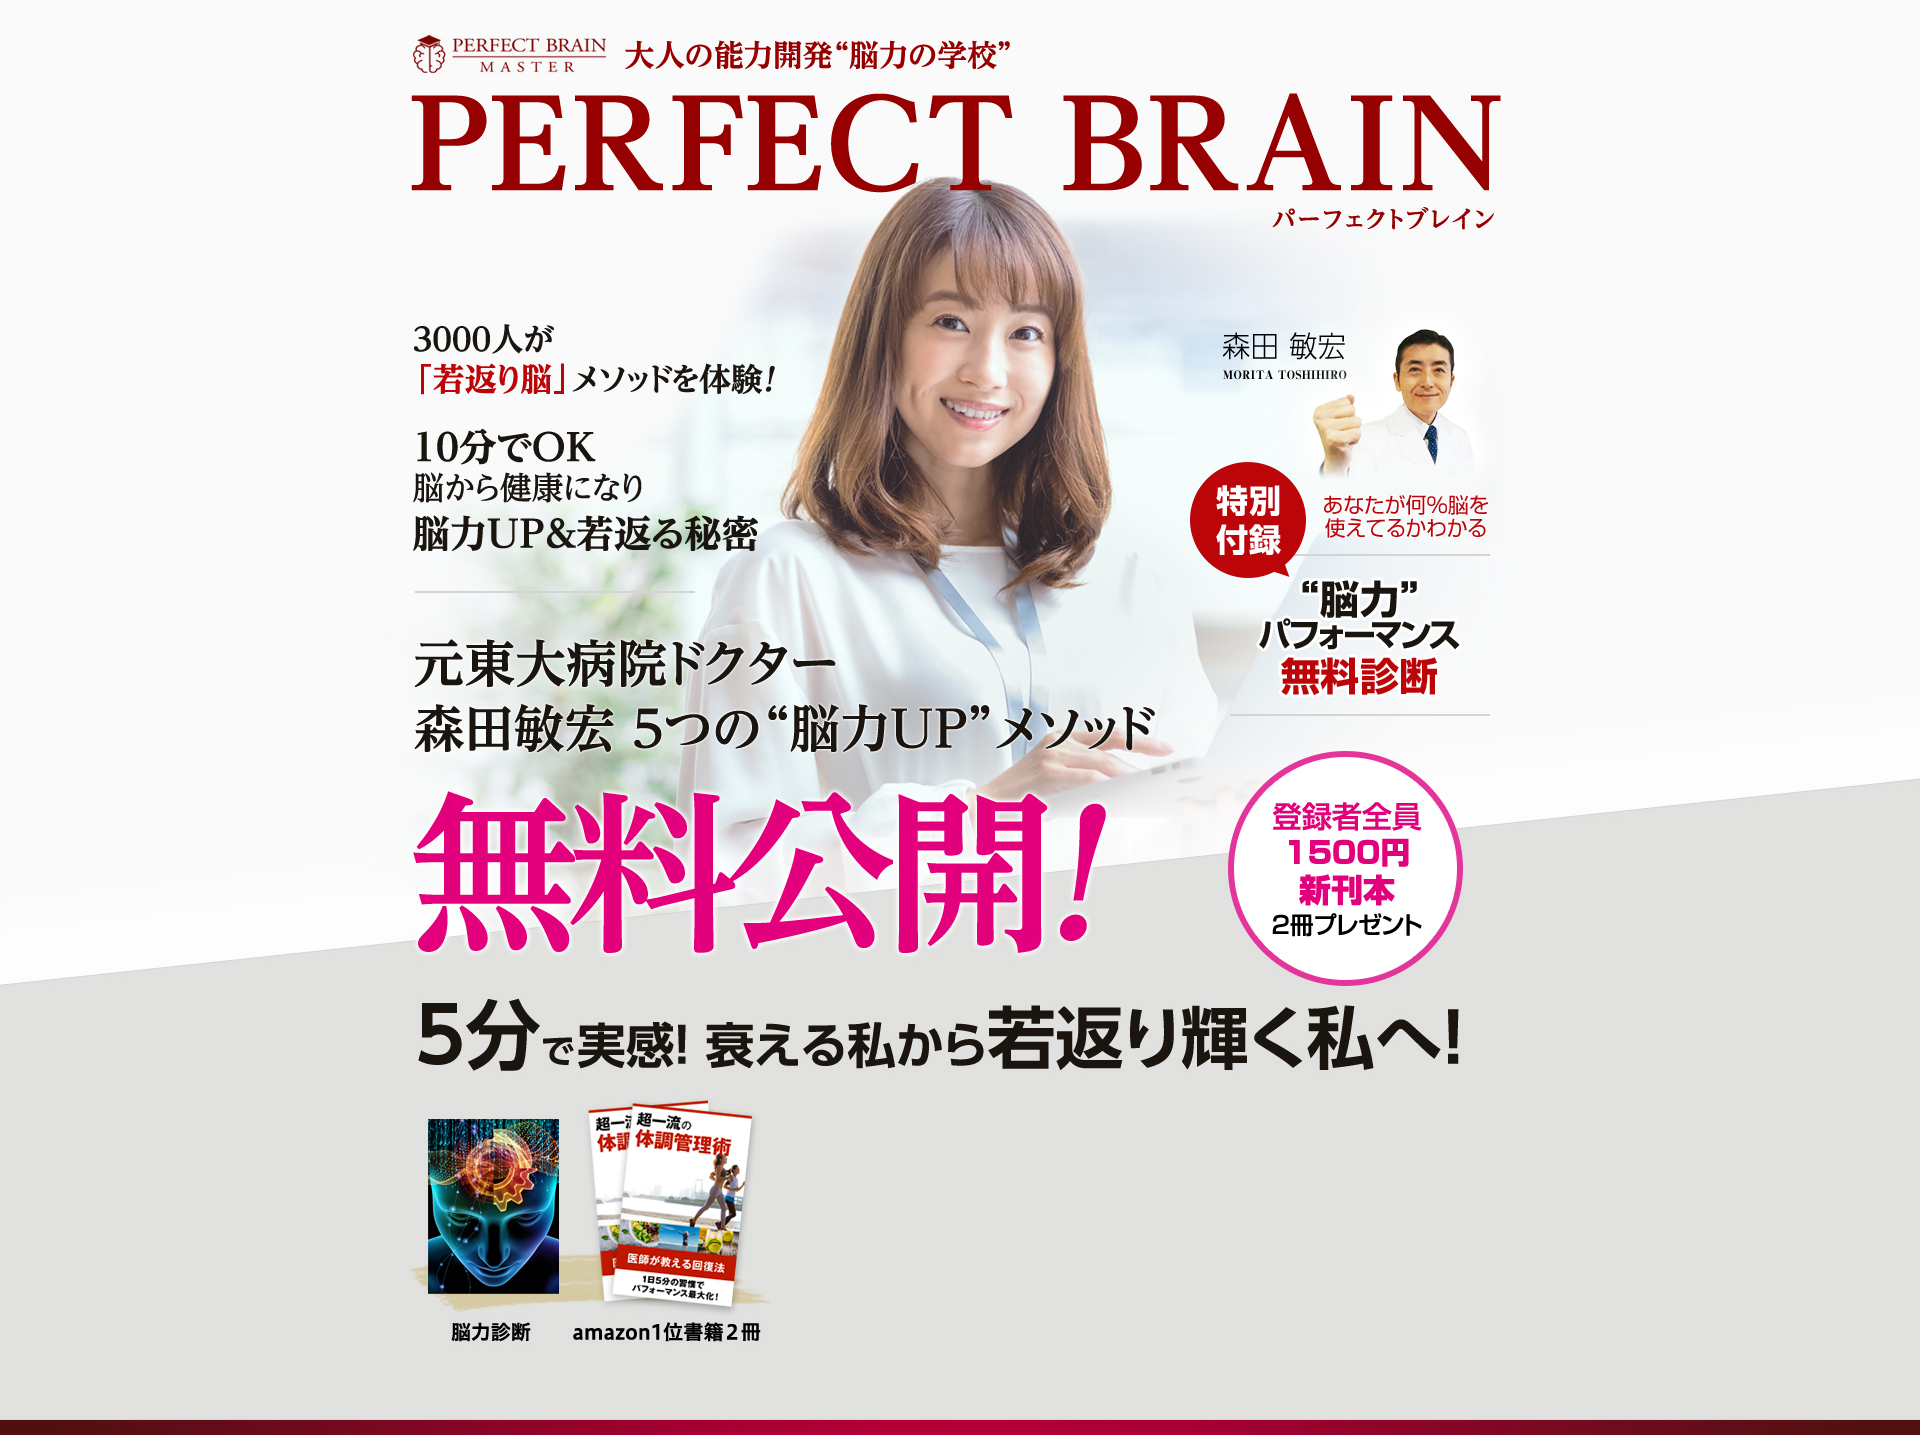 PERFECT BRAIN
MASTER
大人の能力開発“脳力の学校”
PERFECT BRAIN
パーフェクトブレイン
3000人が
「若返り脳」メソッドを体験!
10分でOK
脳から健康になり
脳力UP&若返る秘密
森田 敏宏
MORITA TOSHIHIRO
特別
付録
あなたが何%脳を
使えてるかわかる
“脳力”
パフォーマンス
無料診断
元東大病院ドクター
森田敏宏 5つの“脳力UP”メソッド
無料公開!
登録者全員
1500円
新刊本
2冊プレゼント
5分で実感! 衰える私から若返り輝く私へ!
超一流の
体調管理術
医師が教える回復法
1日5分の習慣で
パフォーマンス最大化!
脳力診断
amazon1位書籍2冊